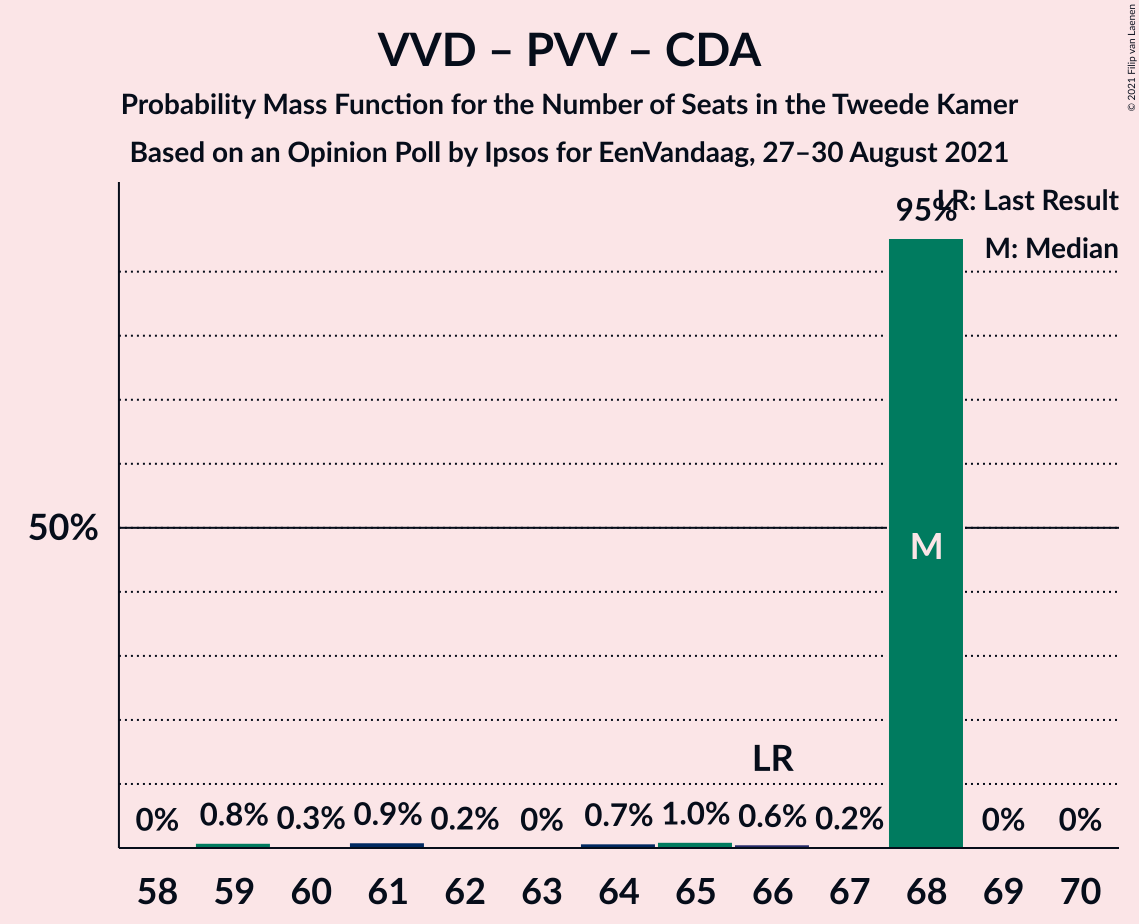 VVD – PVV – CDA
Probability Mass Function for the Number of Seats in the Tweede Kamer
Based on an Opinion Poll by Ipsos for EenVandaag, 27–30 August 2021
© 2021 Filip van Laenen
LR: Last Result
M: Median
95%
50%
M
LR
0% 0.8% 0.3% 0.9% 0.2% 0% 0.7% 1.0% 0.6% 0.2% 0% 0%
58 59 60 61 62 63 64 65 66 67 68 69 70